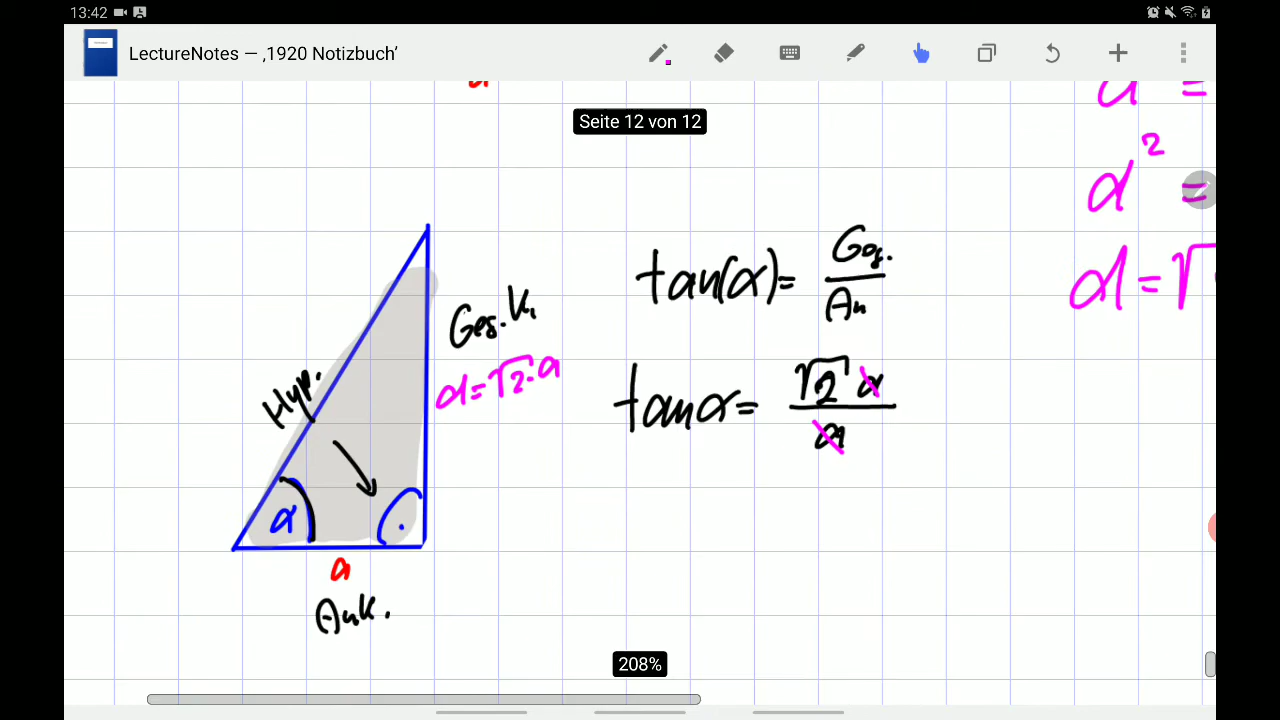 13:42
LectureNotes — ‚1920 Notizbuch‘
Seite 12 von 12
d =
d² =
d = √
tan(α) = Geg. / An
Geg. K.
d = √2 · a
tan α = √2 a / a
Hyp.
α
a
Ank.
208%